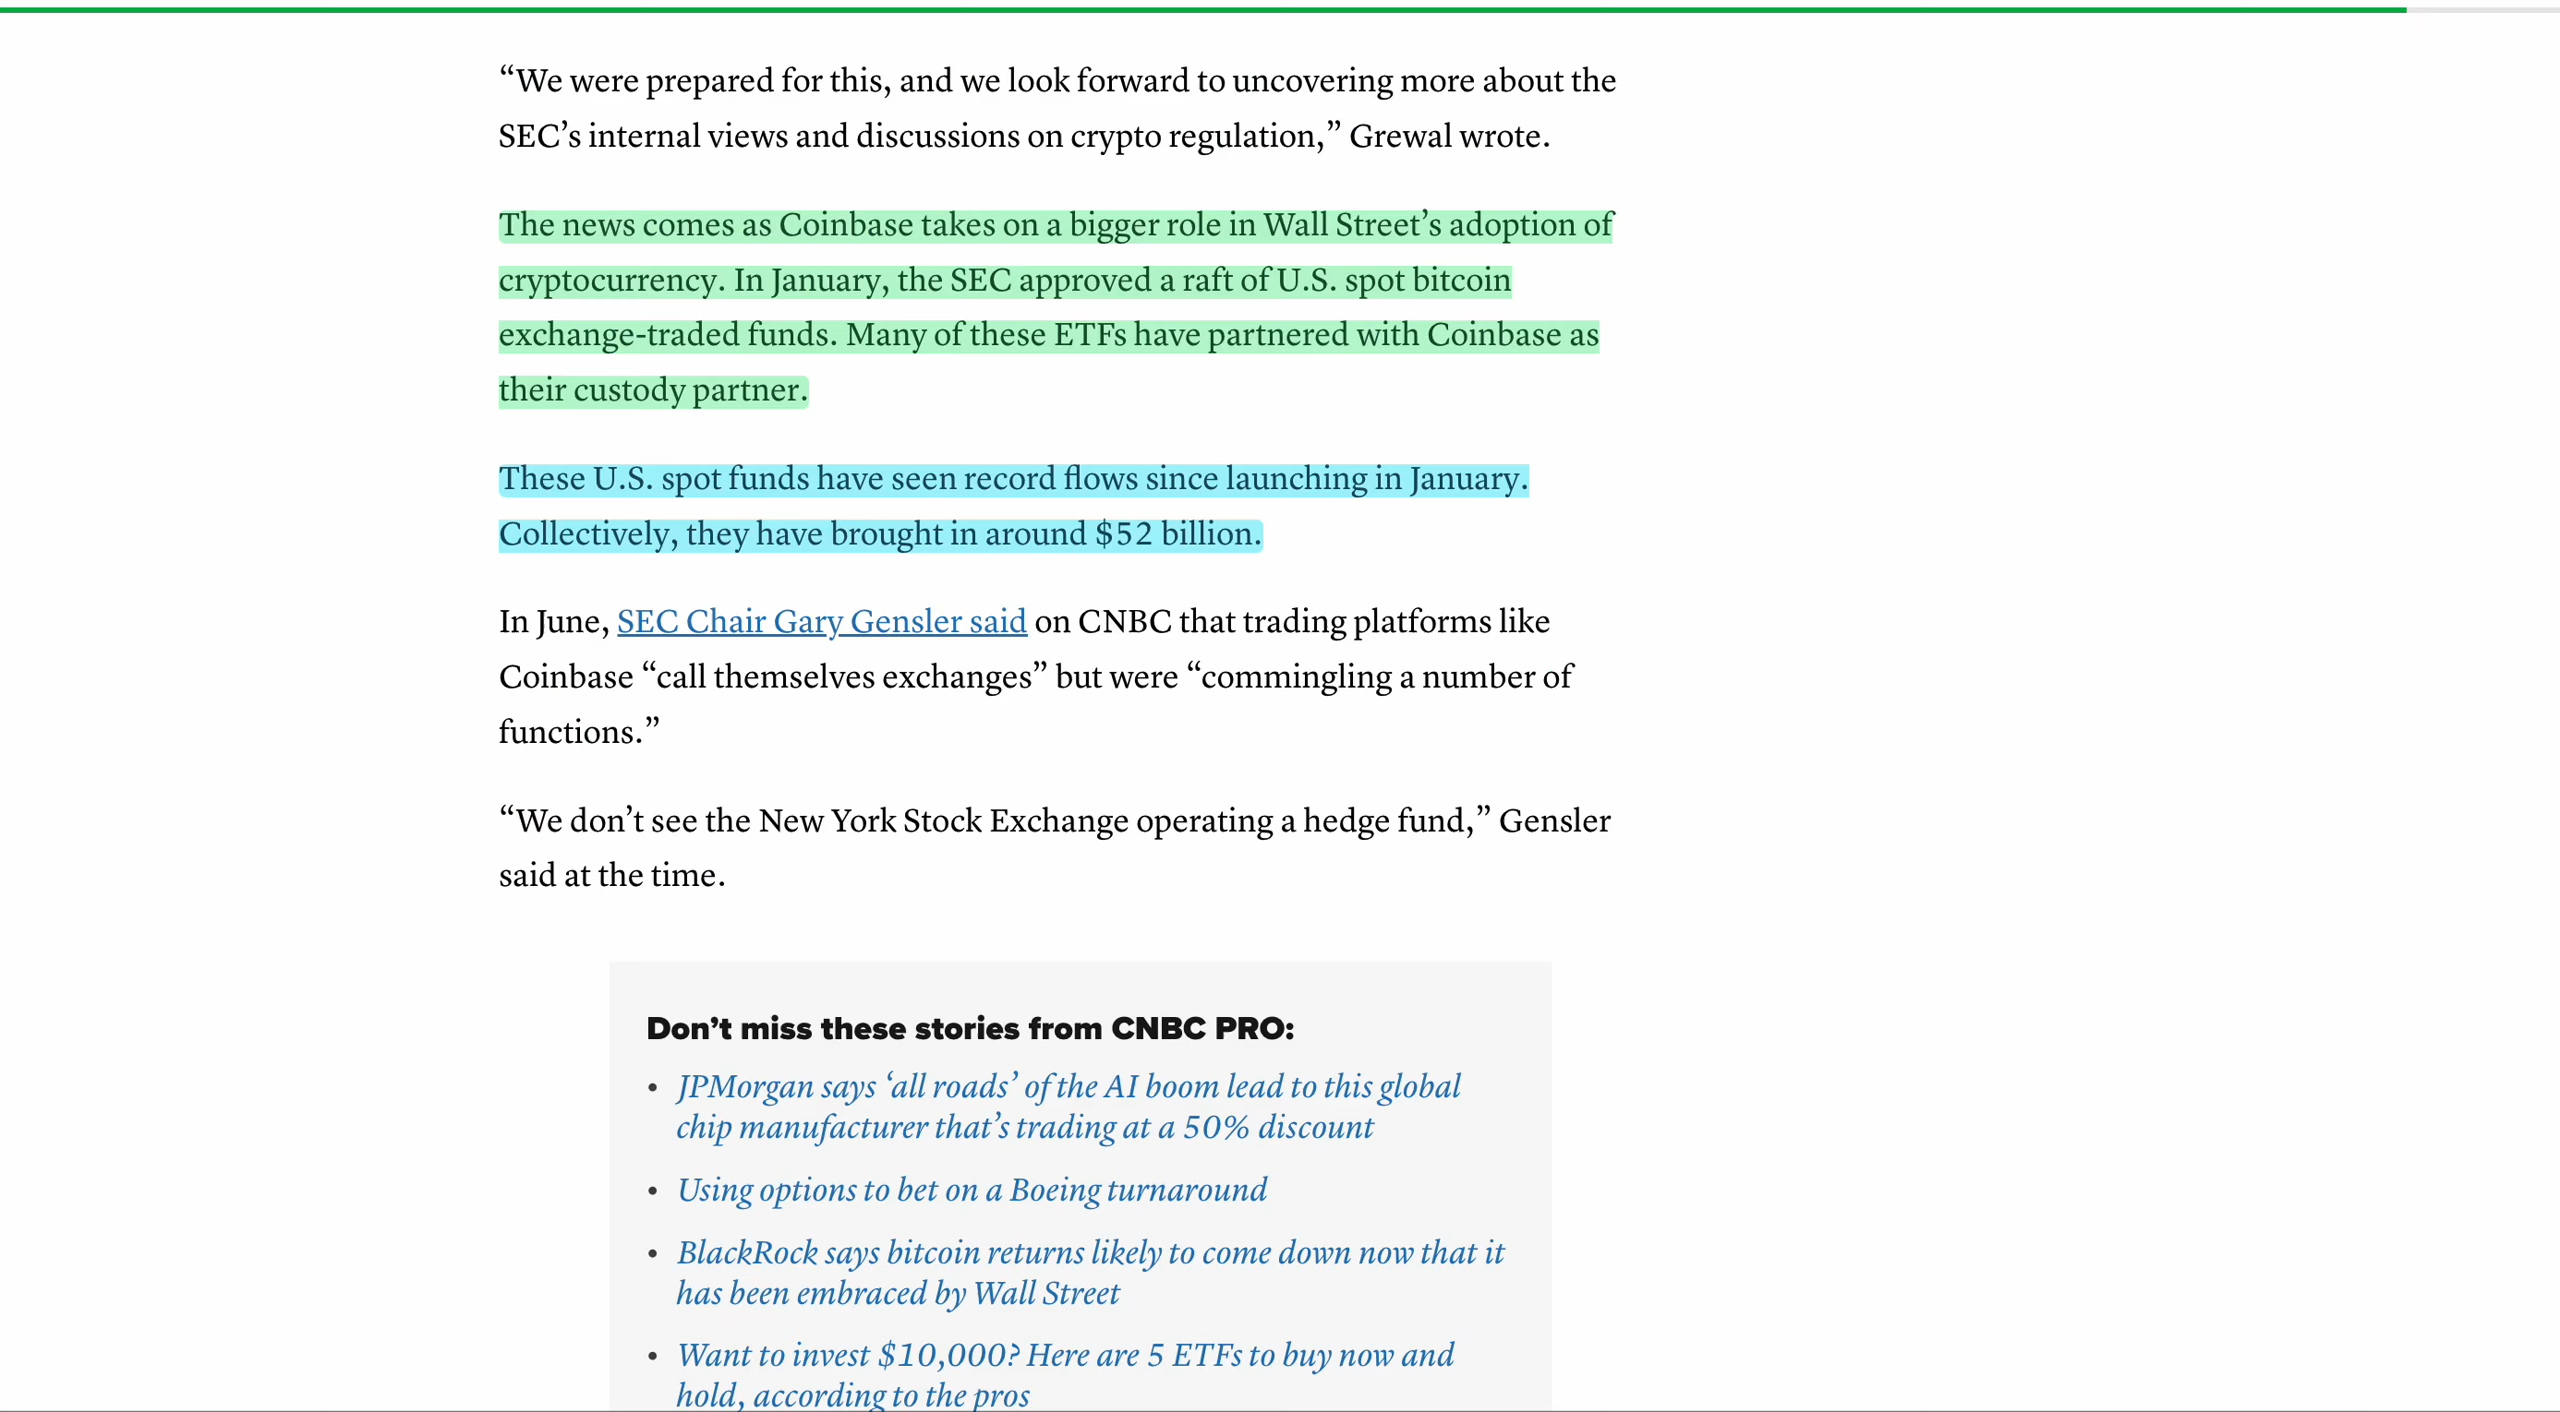 “We were prepared for this, and we look forward to uncovering more about the
SEC’s internal views and discussions on crypto regulation,” Grewal wrote.
The news comes as Coinbase takes on a bigger role in Wall Street’s adoption of
cryptocurrency. In January, the SEC approved a raft of U.S. spot bitcoin
exchange-traded funds. Many of these ETFs have partnered with Coinbase as
their custody partner.
These U.S. spot funds have seen record flows since launching in January.
Collectively, they have brought in around $52 billion.
In June, SEC Chair Gary Gensler said on CNBC that trading platforms like
Coinbase “call themselves exchanges” but were “commingling a number of
functions.”
“We don’t see the New York Stock Exchange operating a hedge fund,” Gensler
said at the time.
Don’t miss these stories from CNBC PRO:
• JPMorgan says ‘all roads’ of the AI boom lead to this global
chip manufacturer that’s trading at a 50% discount
• Using options to bet on a Boeing turnaround
• BlackRock says bitcoin returns likely to come down now that it
has been embraced by Wall Street
• Want to invest $10,000? Here are 5 ETFs to buy now and
hold, according to the pros